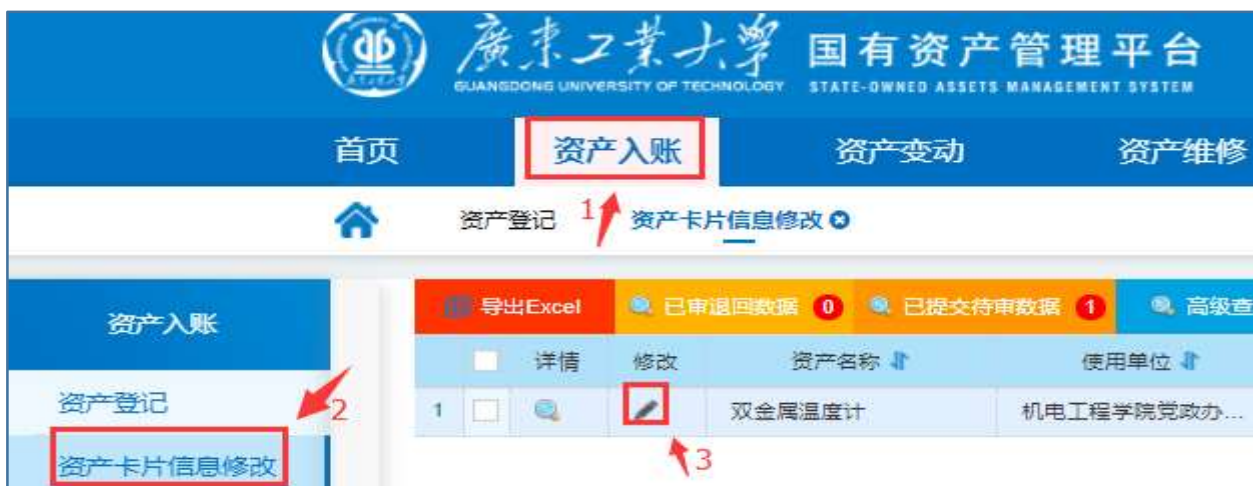 廣東工業大學 国有资产管理平台
GUANGDONG UNIVERSITY OF TECHNOLOGY STATE-OWNED ASSETS MANAGEMENT SYSTEM
首页 资产入账 资产变动 资产维修
资产登记 1 资产卡片信息修改
资产入账
导出Excel 已审退回数据 0 已提交待审数据 1 高级查
详情 修改 资产名称 使用单位
资产登记 2
1 双金属温度计 机电工程学院党政办...
资产卡片信息修改
3